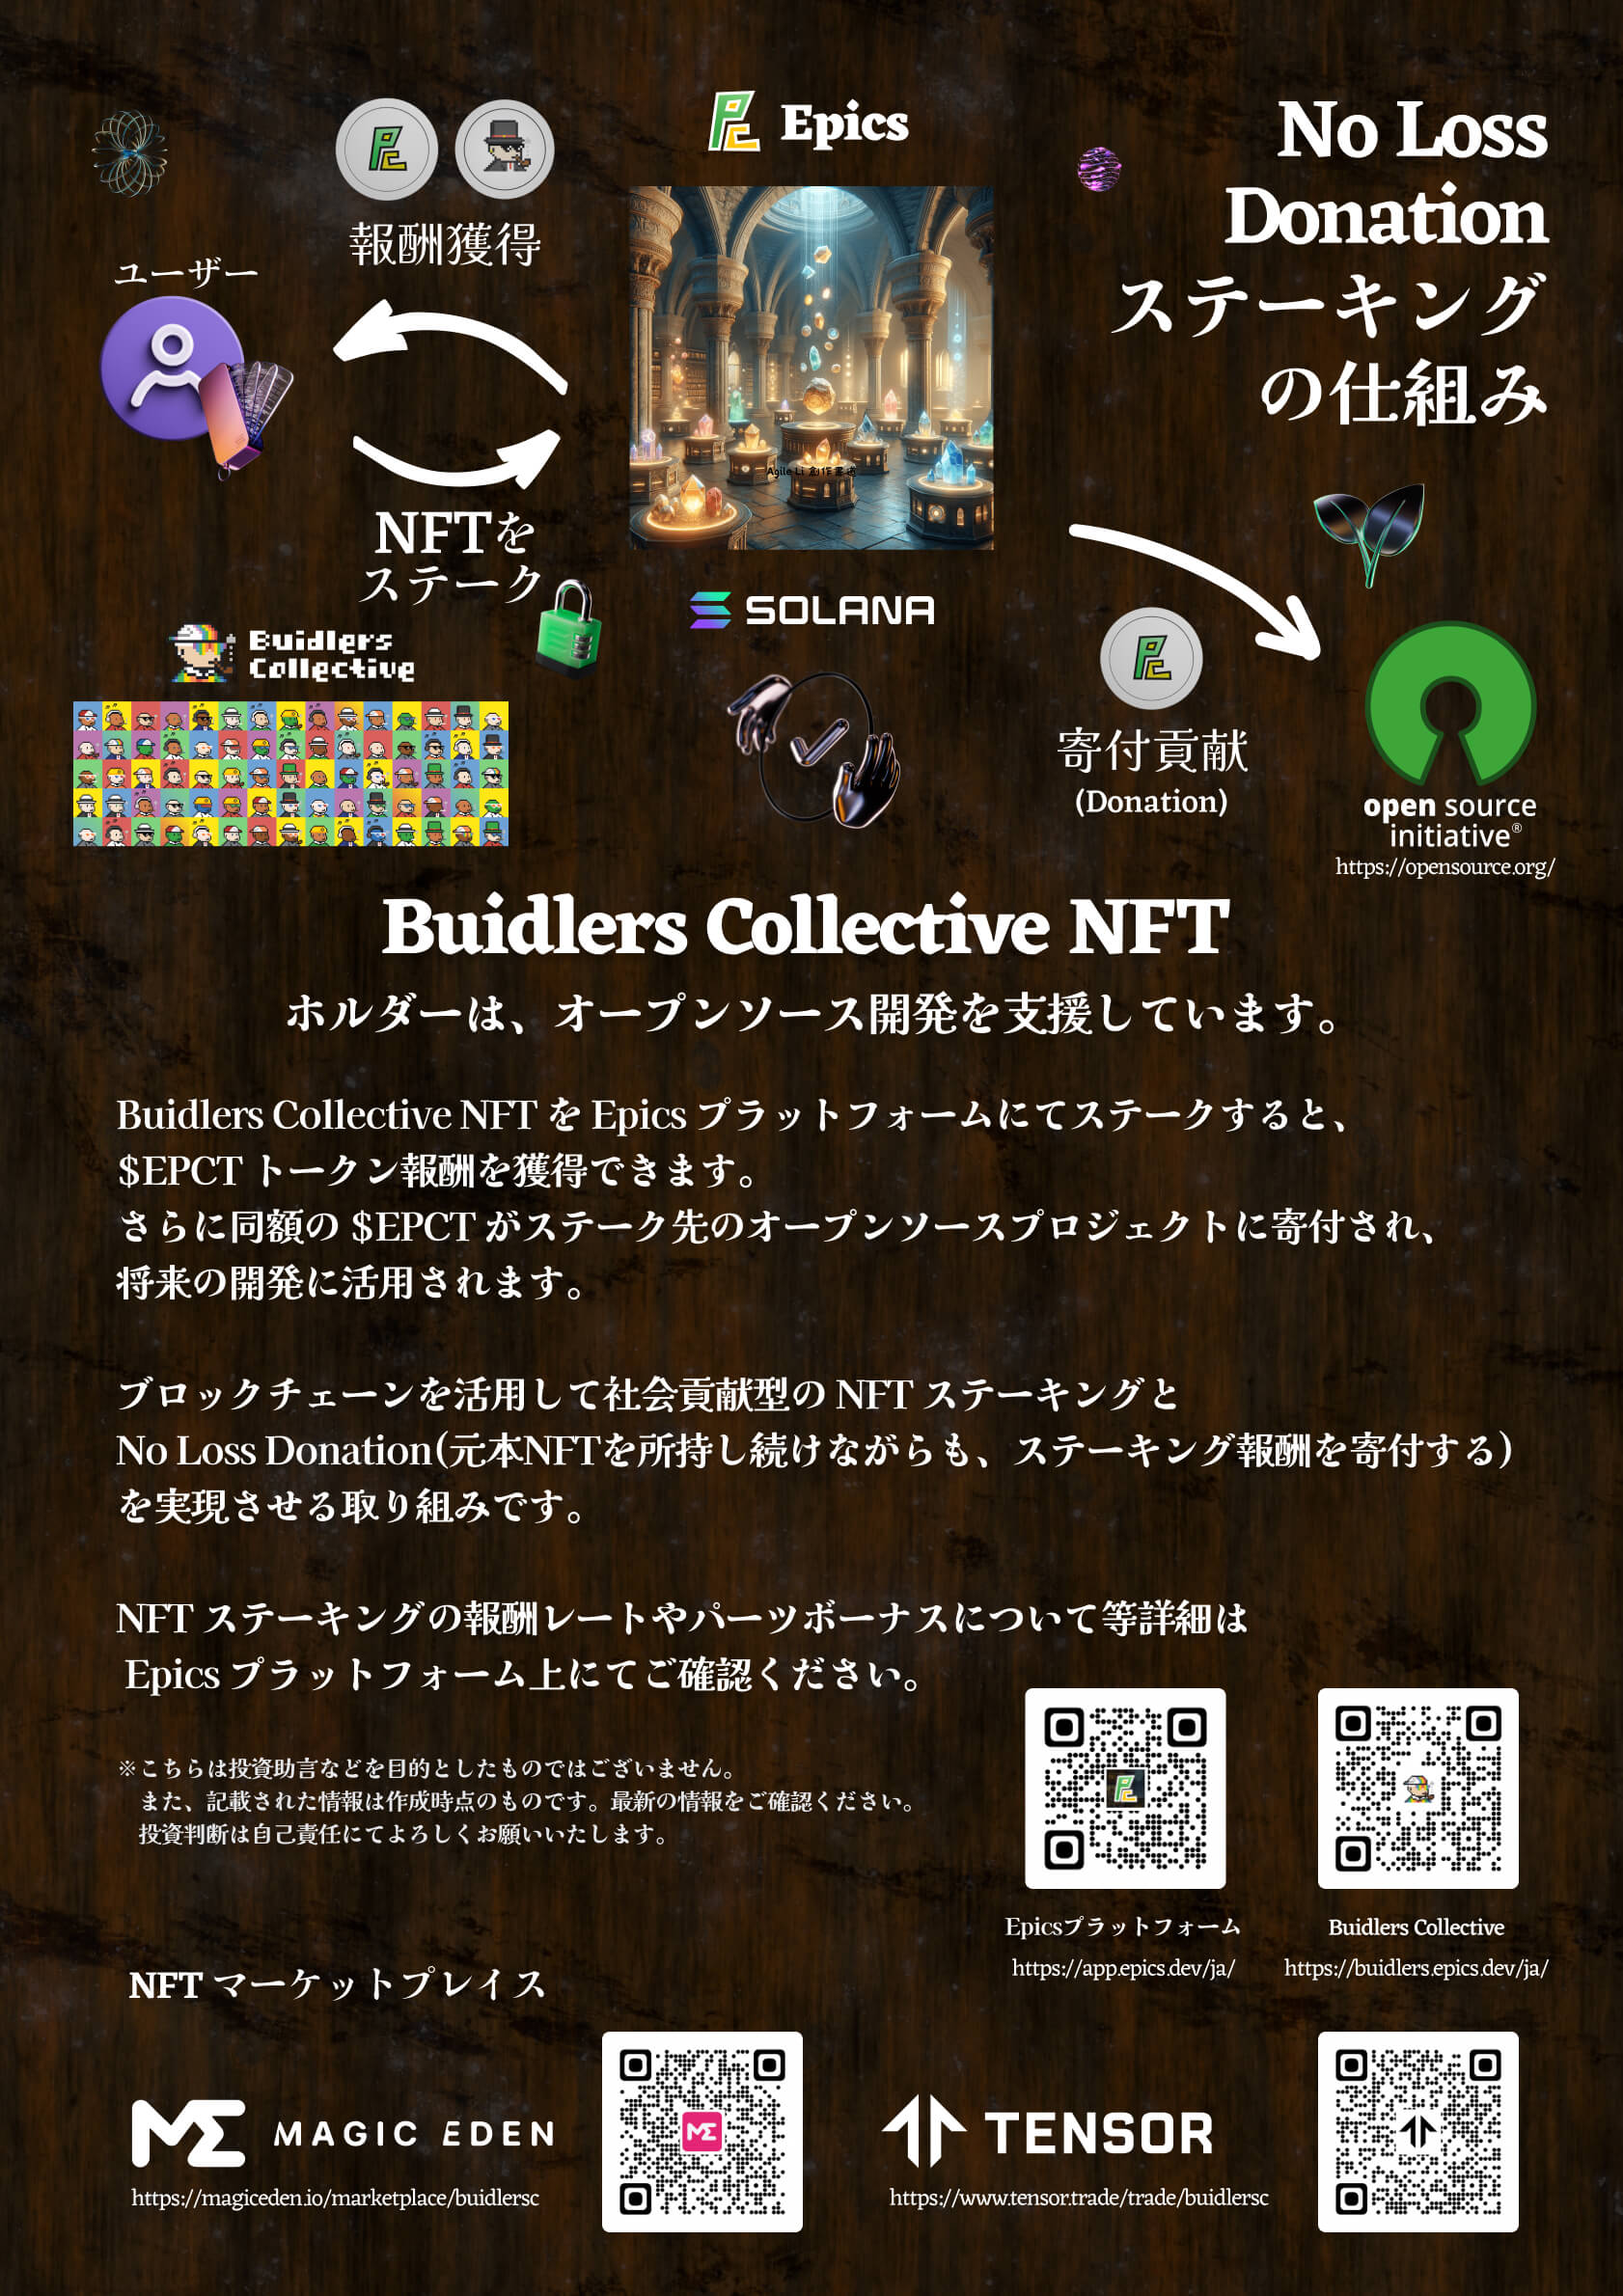 No Loss
Donation
ステーキング
の仕組み
Epics
報酬獲得
ユーザー
Agile Li 創作書道
NFTを
ステーク
Buidlers
Collective
SOLANA
寄付貢献
(Donation)
open source
initiative®
https://opensource.org/
Buidlers Collective NFT
ホルダーは、オープンソース開発を支援しています。
Buidlers Collective NFT を Epics プラットフォームにてステークすると、
$EPCT トークン報酬を獲得できます。
さらに同額の $EPCT がステーク先のオープンソースプロジェクトに寄付され、
将来の開発に活用されます。
ブロックチェーンを活用して社会貢献型の NFT ステーキングと
No Loss Donation(元本NFTを所持し続けながらも、ステーキング報酬を寄付する)
を実現させる取り組みです。
NFT ステーキングの報酬レートやパーツボーナスについて等詳細は
Epics プラットフォーム上にてご確認ください。
※こちらは投資助言などを目的としたものではございません。
また、記載された情報は作成時点のものです。最新の情報をご確認ください。
投資判断は自己責任にてよろしくお願いいたします。
Epicsプラットフォーム
https://app.epics.dev/ja/
Buidlers Collective
https://buidlers.epics.dev/ja/
NFT マーケットプレイス
MAGIC EDEN
https://magiceden.io/marketplace/buidlersc
TENSOR
https://www.tensor.trade/trade/buidlersc